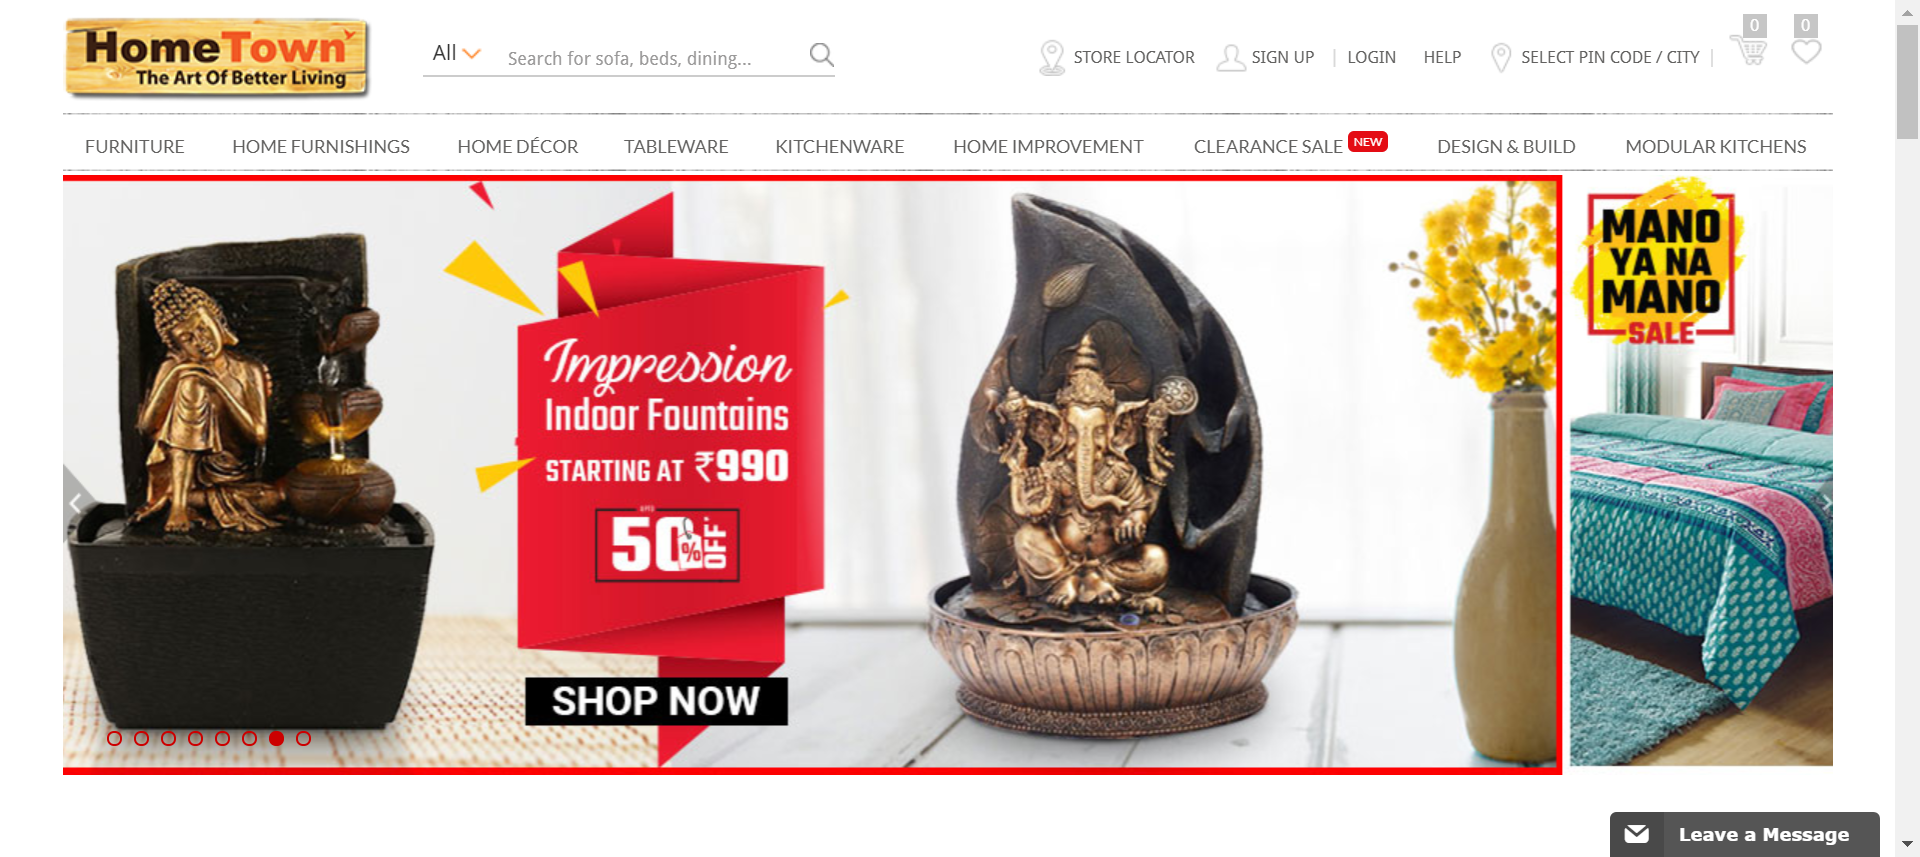 HomeTown
The Art Of Better Living
All
Search for sofa, beds, dining...
STORE LOCATOR
SIGN UP
LOGIN
HELP
SELECT PIN CODE / CITY
0
0
FURNITURE
HOME FURNISHINGS
HOME DÉCOR
TABLEWARE
KITCHENWARE
HOME IMPROVEMENT
CLEARANCE SALE NEW
DESIGN & BUILD
MODULAR KITCHENS
Impression
Indoor Fountains
STARTING AT ₹990
UPTO
50% OFF*
SHOP NOW
MANO
YA NA
MANO
SALE
Leave a Message